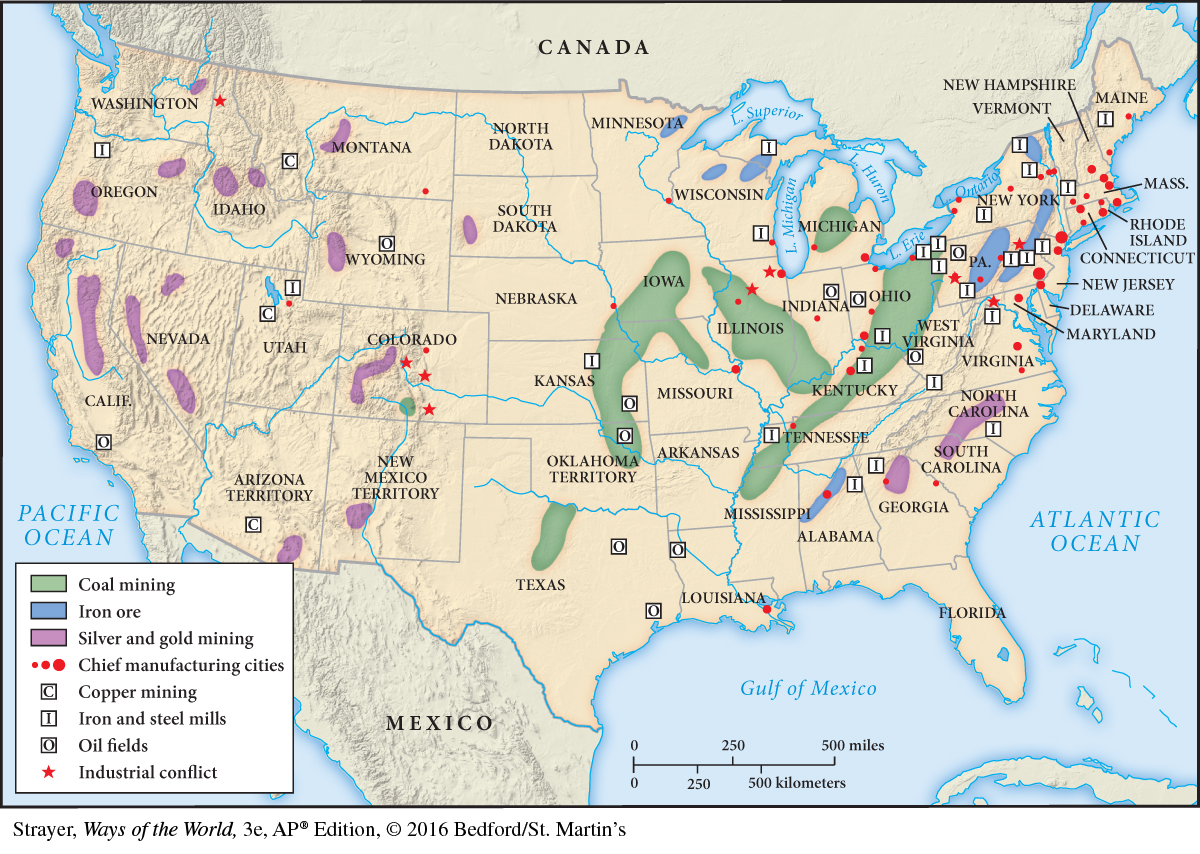 CANADA
NEW HAMPSHIRE
VERMONT
MAINE
WASHINGTON
MONTANA
NORTH
DAKOTA
MINNESOTA
L. Superior
L. Huron
L. Michigan
Ontario
L. Erie
OREGON
IDAHO
WYOMING
SOUTH
DAKOTA
WISCONSIN
MICHIGAN
NEW YORK
MASS.
RHODE
ISLAND
CONNECTICUT
NEW JERSEY
DELAWARE
MARYLAND
PA.
NEBRASKA
IOWA
ILLINOIS
INDIANA
OHIO
WEST
VIRGINIA
VIRGINIA
NEVADA
UTAH
COLORADO
KANSAS
MISSOURI
KENTUCKY
CALIF.
NORTH
CAROLINA
TENNESSEE
SOUTH
CAROLINA
ARIZONA
TERRITORY
NEW
MEXICO
TERRITORY
OKLAHOMA
TERRITORY
ARKANSAS
MISSISSIPPI
ALABAMA
GEORGIA
TEXAS
LOUISIANA
FLORIDA
PACIFIC
OCEAN
ATLANTIC
OCEAN
Gulf of Mexico
MEXICO
Coal mining
Iron ore
Silver and gold mining
Chief manufacturing cities
C Copper mining
I Iron and steel mills
O Oil fields
Industrial conflict
0 250 500 miles
0 250 500 kilometers
Strayer, Ways of the World, 3e, AP® Edition, © 2016 Bedford/St. Martin's